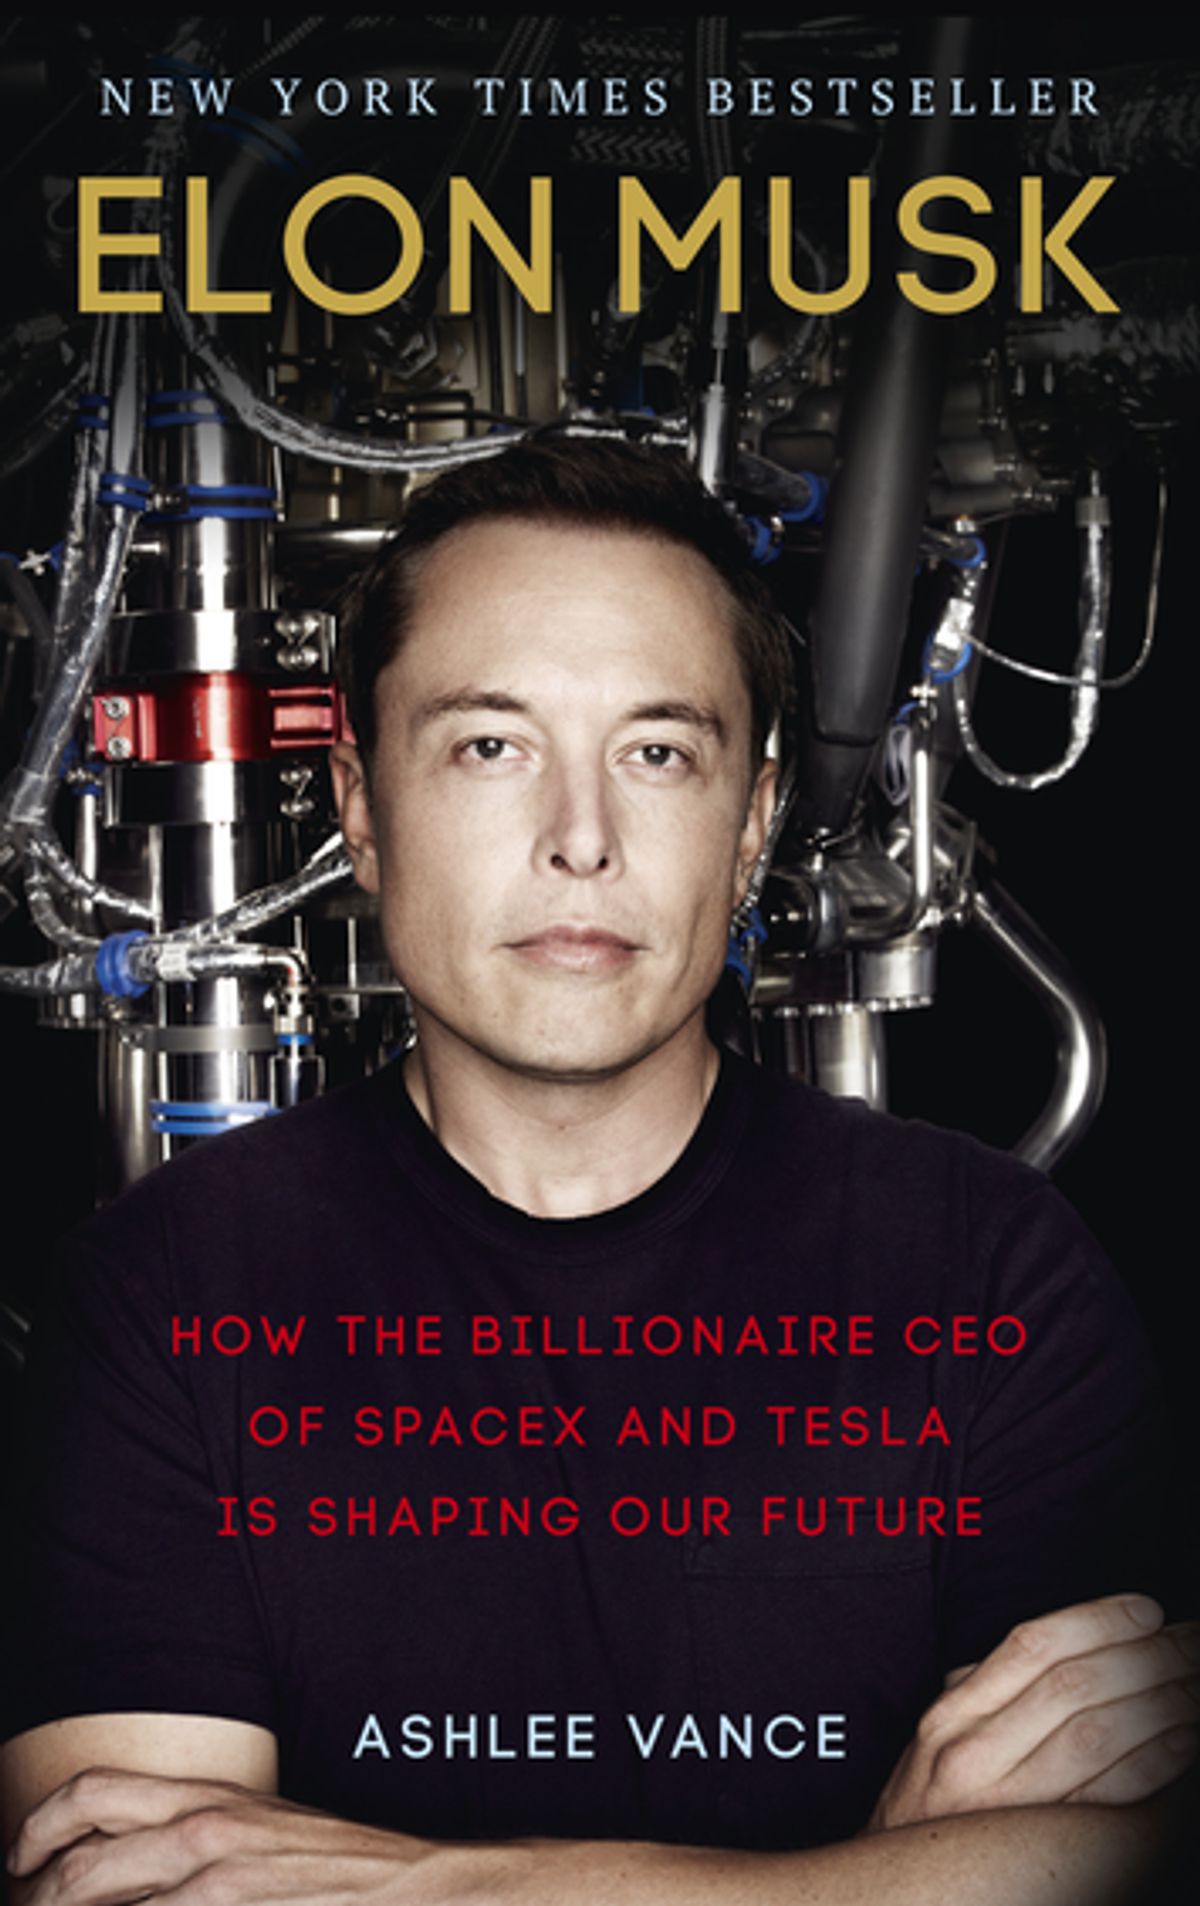 NEW YORK TIMES BESTSELLER
ELON MUSK
HOW THE BILLIONAIRE CEO
OF SPACEX AND TESLA
IS SHAPING OUR FUTURE
ASHLEE VANCE